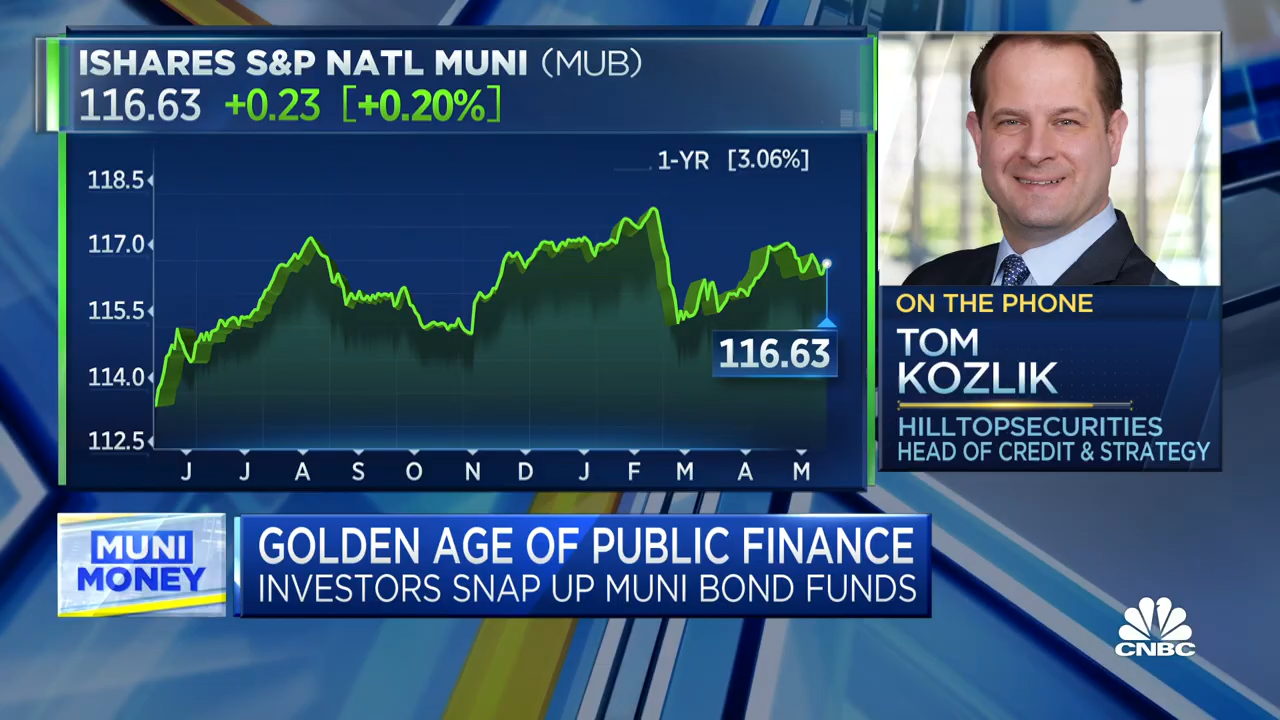 ISHARES S&P NATL MUNI (MUB)
116.63 +0.23 [+0.20%]
1-YR [3.06%]
118.5
117.0
115.5
114.0
112.5
116.63
J J A S O N D J F M A M
ON THE PHONE
TOM
KOZLIK
HILLTOPSECURITIES
HEAD OF CREDIT & STRATEGY
MUNI
MONEY
GOLDEN AGE OF PUBLIC FINANCE
INVESTORS SNAP UP MUNI BOND FUNDS
CNBC